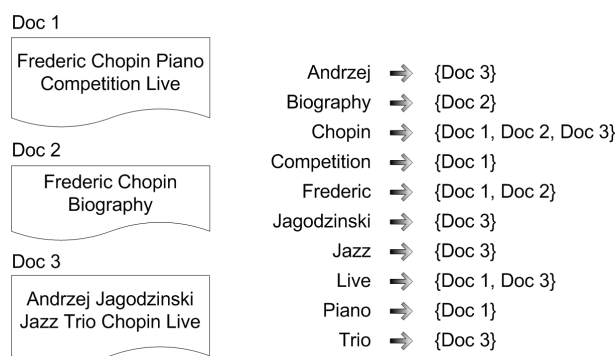 Doc 1
Frederic Chopin Piano
Competition Live
Doc 2
Frederic Chopin
Biography
Doc 3
Andrzej Jagodzinski
Jazz Trio Chopin Live
Andrzej {Doc 3}
Biography {Doc 2}
Chopin {Doc 1, Doc 2, Doc 3}
Competition {Doc 1}
Frederic {Doc 1, Doc 2}
Jagodzinski {Doc 3}
Jazz {Doc 3}
Live {Doc 1, Doc 3}
Piano {Doc 1}
Trio {Doc 3}